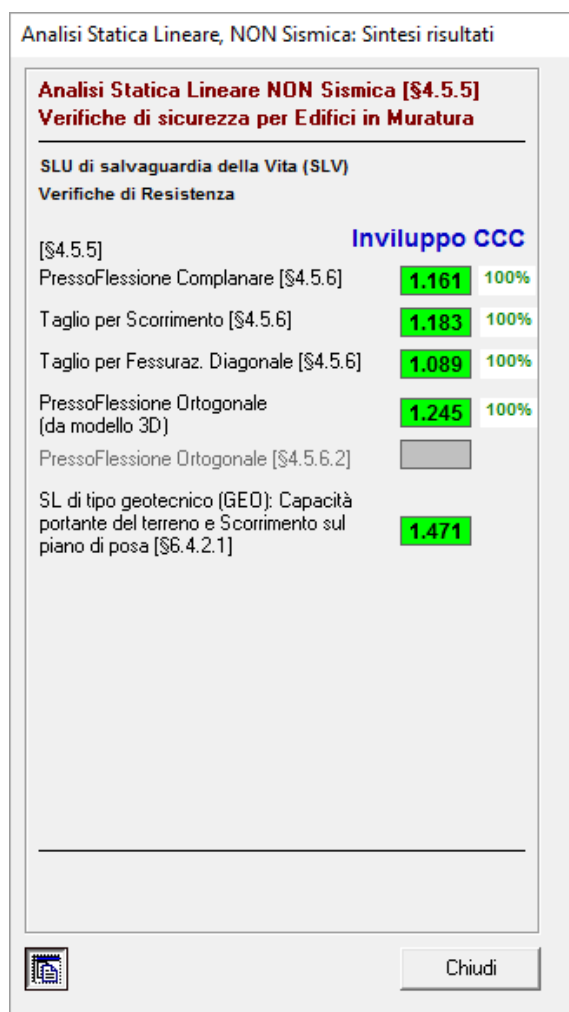 Analisi Statica Lineare, NON Sismica: Sintesi risultati
Analisi Statica Lineare NON Sismica [§4.5.5]
Verifiche di sicurezza per Edifici in Muratura
SLU di salvaguardia della Vita (SLV)
Verifiche di Resistenza
[§4.5.5] Inviluppo CCC
PressoFlessione Complanare [§4.5.6] 1.161 100%
Taglio per Scorrimento [§4.5.6] 1.183 100%
Taglio per Fessuraz. Diagonale [§4.5.6] 1.089 100%
PressoFlessione Ortogonale
(da modello 3D) 1.245 100%
PressoFlessione Ortogonale [§4.5.6.2]
SL di tipo geotecnico (GEO): Capacità
portante del terreno e Scorrimento sul
piano di posa [§6.4.2.1] 1.471
Chiudi